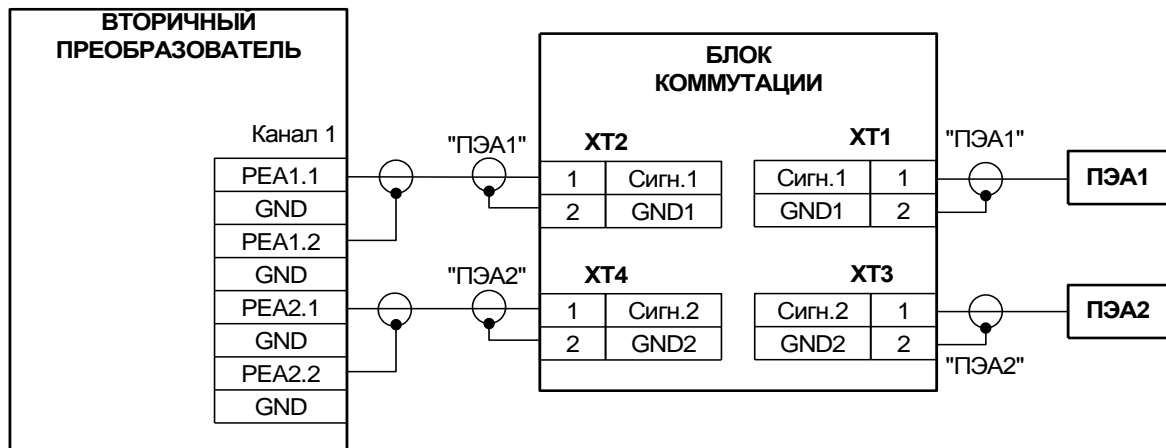 ВТОРИЧНЫЙ
ПРЕОБРАЗОВАТЕЛЬ
Канал 1
PEA1.1
GND
PEA1.2
GND
PEA2.1
GND
PEA2.2
GND
"ПЭА1"
"ПЭА2"
БЛОК
КОММУТАЦИИ
XT2
1 Сигн.1
2 GND1
XT1
Сигн.1 1
GND1 2
XT4
1 Сигн.2
2 GND2
XT3
Сигн.2 1
GND2 2
"ПЭА1"
ПЭА1
ПЭА2
"ПЭА2"